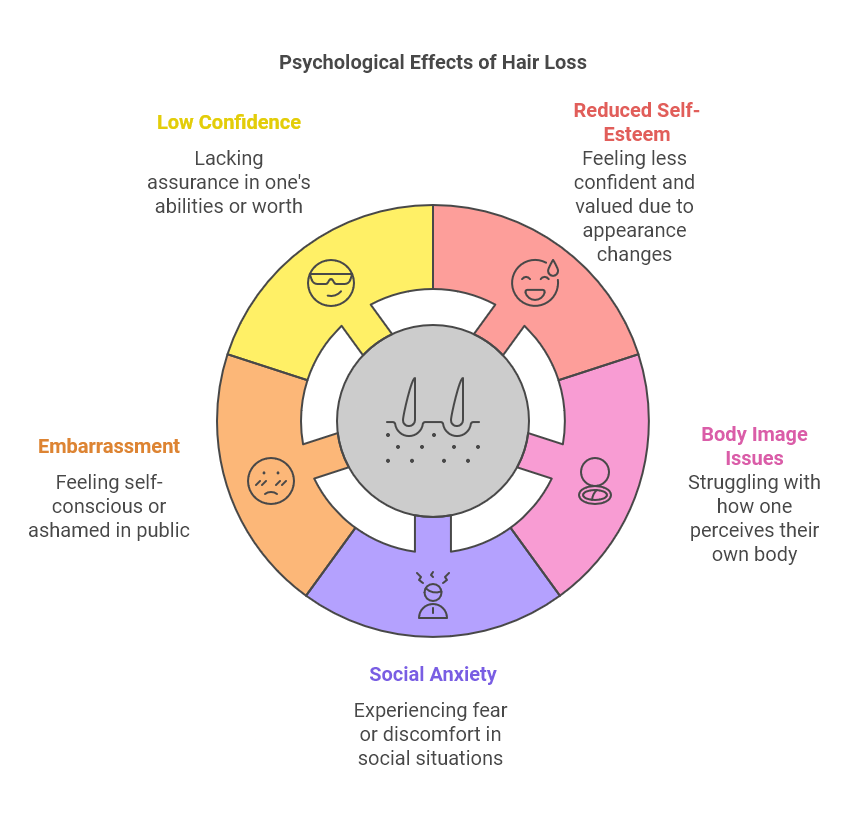 Psychological Effects of Hair Loss
Low Confidence
Lacking
assurance in one's
abilities or worth
Reduced Self-
Esteem
Feeling less
confident and
valued due to
appearance
changes
Embarrassment
Feeling self-
conscious or
ashamed in public
Body Image
Issues
Struggling with
how one
perceives their
own body
Social Anxiety
Experiencing fear
or discomfort in
social situations